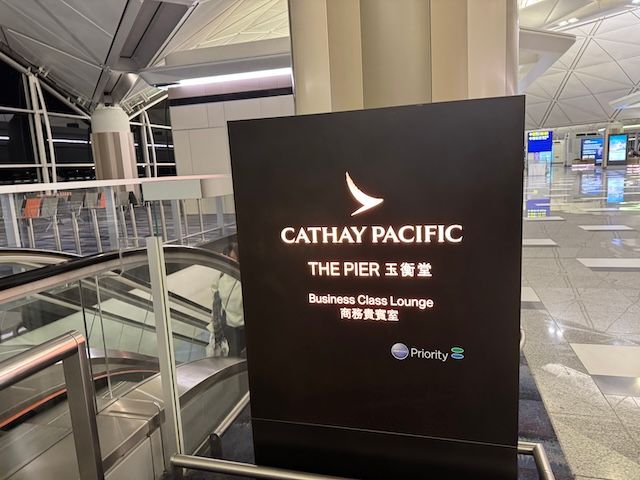 CATHAY PACIFIC
THE PIER 玉衡堂
Business Class Lounge
商務貴賓室
Priority